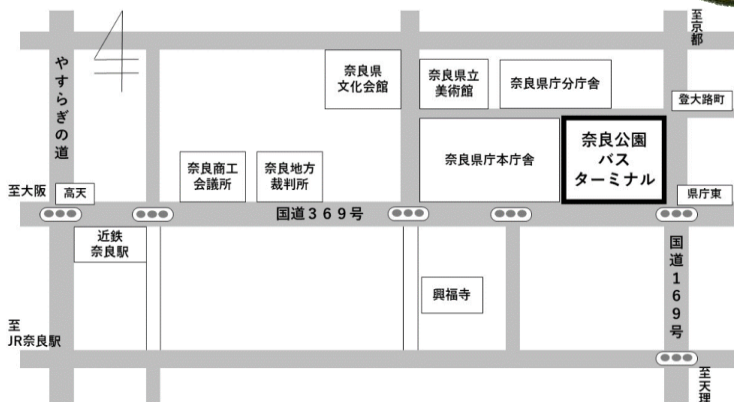 至京都
やすらぎの道
奈良県
文化会館
奈良県立
美術館
奈良県庁分庁舎
登大路町
奈良公園
バス
ターミナル
奈良県庁本庁舎
奈良商工
会議所
奈良地方
裁判所
至大阪
高天
県庁東
国道369号
近鉄
奈良駅
国道169号
興福寺
至
JR奈良駅
至天理